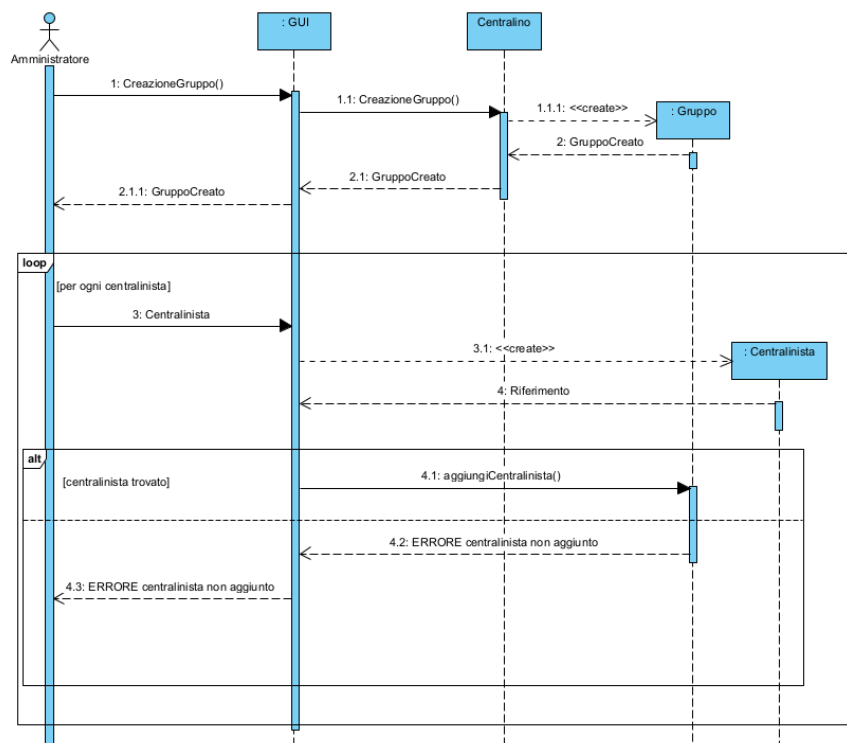 : GUI
Centralino
Amministratore
1: CreazioneGruppo()
1.1: CreazioneGruppo()
1.1.1: <<create>>
: Gruppo
2: GruppoCreato
2.1: GruppoCreato
2.1.1: GruppoCreato
loop
[per ogni centralinista]
3: Centralinista
3.1: <<create>>
: Centralinista
4: Riferimento
alt
[centralinista trovato]
4.1: aggiungiCentralinista()
4.2: ERRORE centralinista non aggiunto
4.3: ERRORE centralinista non aggiunto